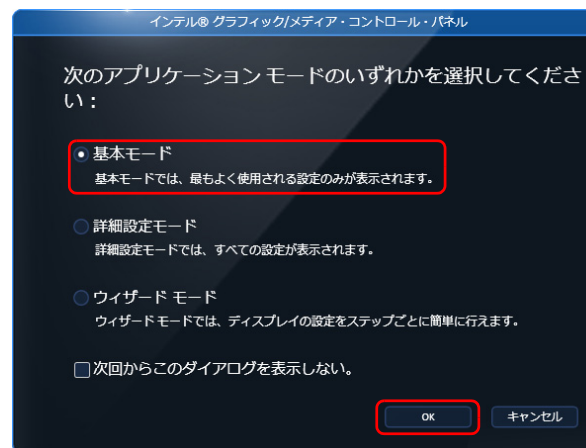 インテル® グラフィック/メディア・コントロール・パネル
次のアプリケーション モードのいずれかを選択してくださ
い：
基本モード
基本モードでは、最もよく使用される設定のみが表示されます。
詳細設定モード
詳細設定モードでは、すべての設定が表示されます。
ウィザード モード
ウィザード モードでは、ディスプレイの設定をステップごとに簡単に行えます。
次回からこのダイアログを表示しない。
OK キャンセル